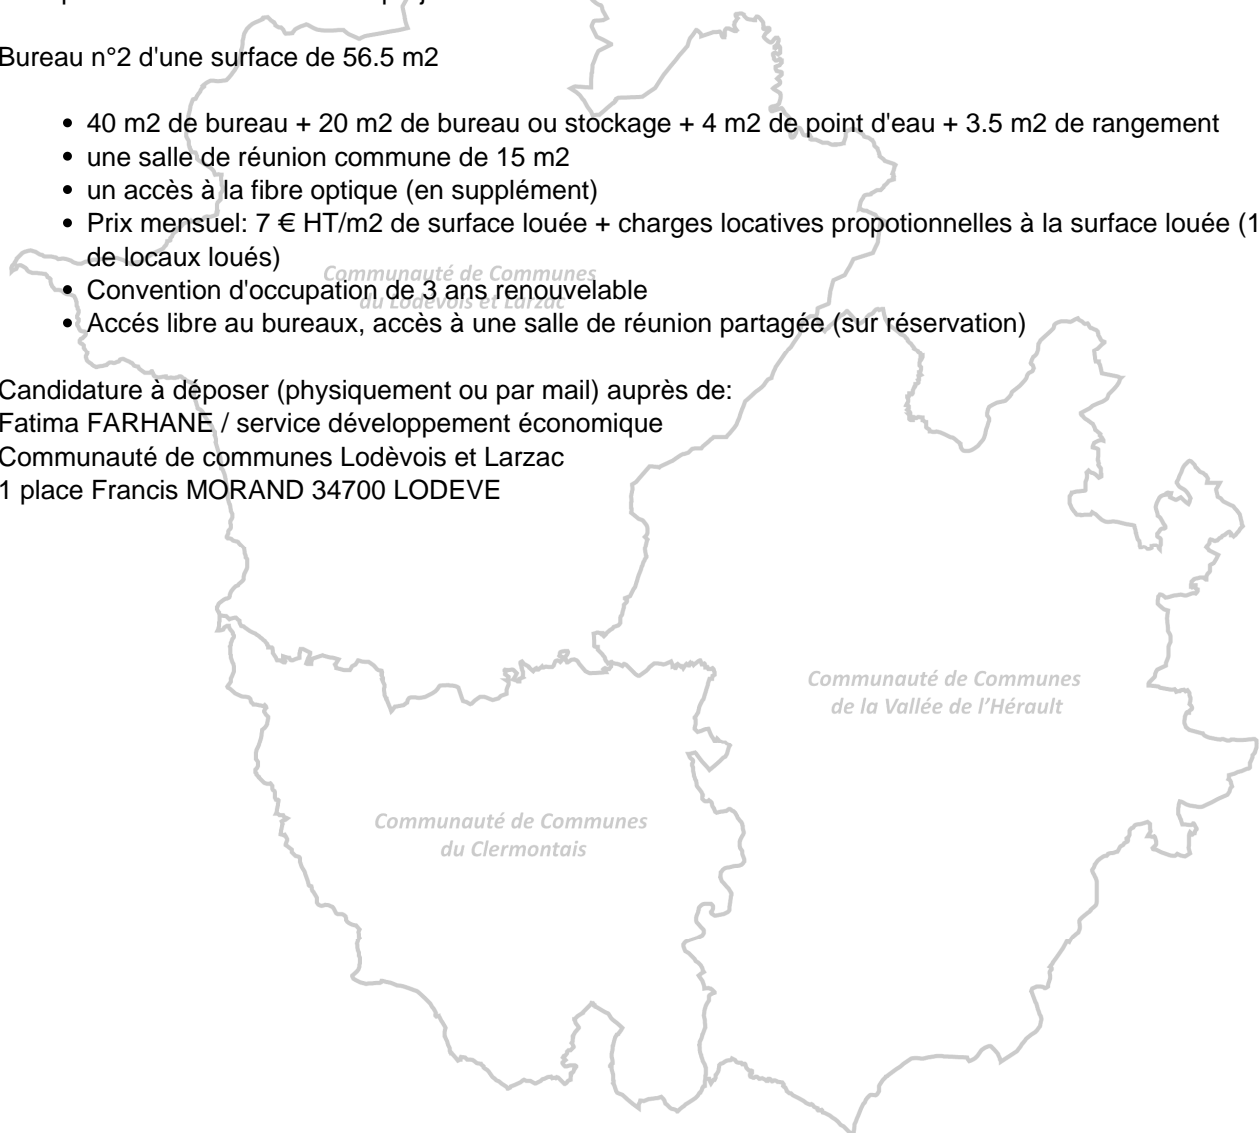 Bureau n°2 d'une surface de 56.5 m2
• 40 m2 de bureau + 20 m2 de bureau ou stockage + 4 m2 de point d'eau + 3.5 m2 de rangement
• une salle de réunion commune de 15 m2
• un accès à la fibre optique (en supplément)
• Prix mensuel: 7 € HT/m2 de surface louée + charges locatives propotionnelles à la surface louée (1
de locaux loués)
Communauté de Communes
du Lodévois et Larzac
• Convention d'occupation de 3 ans renouvelable
• Accés libre au bureaux, accès à une salle de réunion partagée (sur réservation)
Candidature à déposer (physiquement ou par mail) auprès de:
Fatima FARHANE / service développement économique
Communauté de communes Lodèvois et Larzac
1 place Francis MORAND 34700 LODEVE
Communauté de Communes
de la Vallée de l'Hérault
Communauté de Communes
du Clermontais